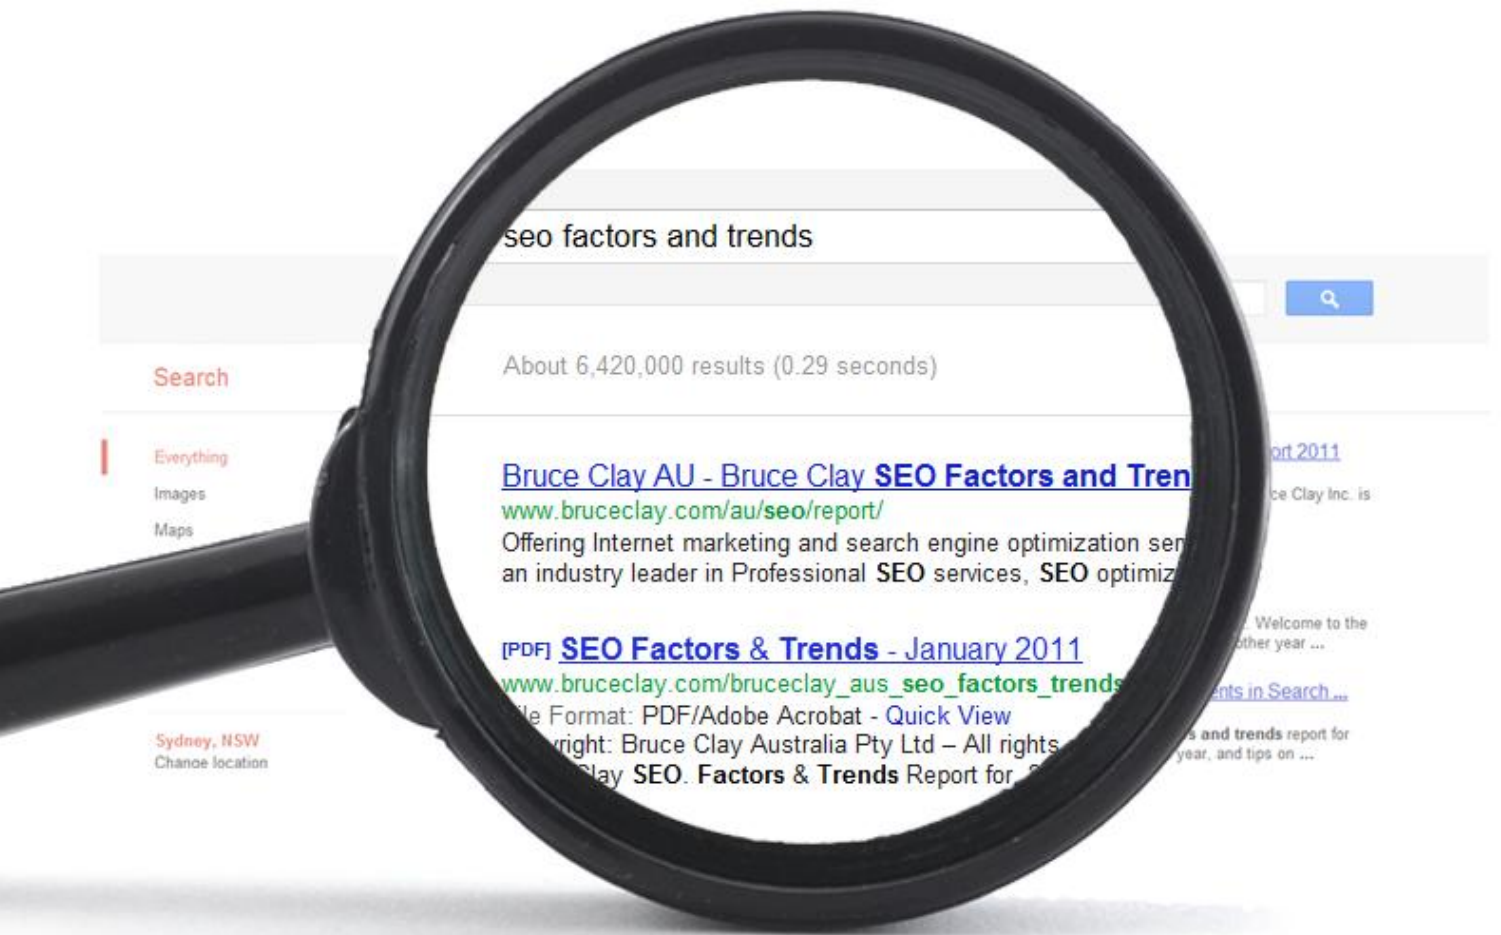 seo factors and trends
About 6,420,000 results (0.29 seconds)
Search
Everything
Images
Maps
Sydney, NSW
Change location
Bruce Clay AU - Bruce Clay SEO Factors and Tren
www.bruceclay.com/au/seo/report/
Offering Internet marketing and search engine optimization ser
an industry leader in Professional SEO services, SEO optimiz
[PDF] SEO Factors & Trends - January 2011
www.bruceclay.com/bruceclay_aus_seo_factors_trends
le Format: PDF/Adobe Acrobat - Quick View
right: Bruce Clay Australia Pty Ltd – All rights
lay SEO. Factors & Trends Report for
ort 2011
ce Clay Inc. is
. Welcome to the
other year ...
nts in Search ...
s and trends report for
year, and tips on ...